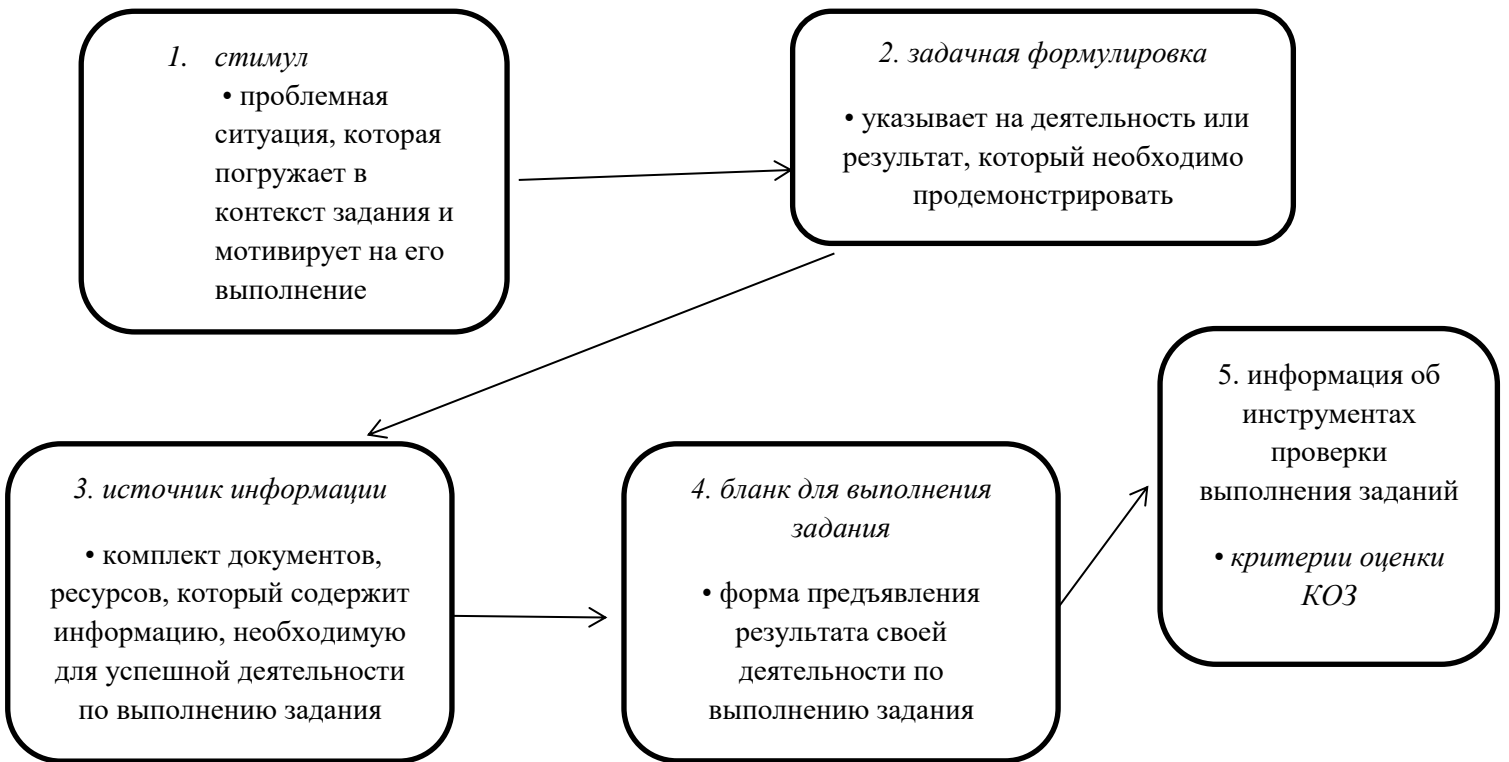 1. стимул
• проблемная
ситуация, которая
погружает в
контекст задания и
мотивирует на его
выполнение
2. задачная формулировка
• указывает на деятельность или
результат, который необходимо
продемонстрировать
3. источник информации
• комплект документов,
ресурсов, который содержит
информацию, необходимую
для успешной деятельности
по выполнению задания
4. бланк для выполнения
задания
• форма предъявления
результата своей
деятельности по
выполнению задания
5. информация об
инструментах
проверки
выполнения заданий
• критерии оценки
КОЗ